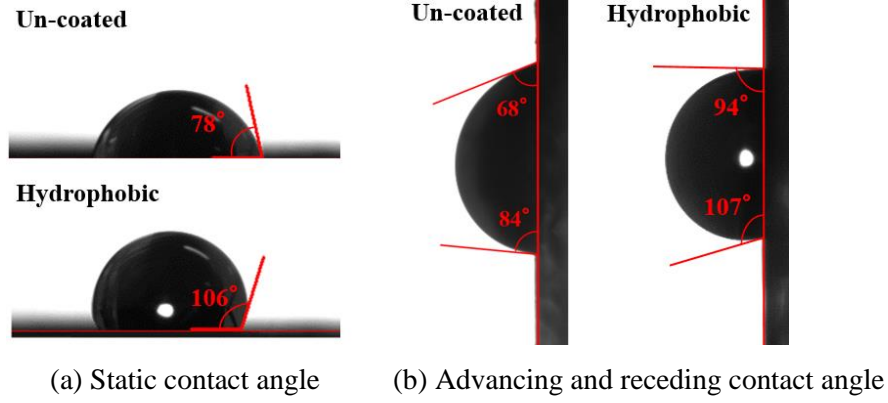 Un-coated
78°
Hydrophobic
106°
(a) Static contact angle
Un-coated
68°
84°
Hydrophobic
94°
107°
(b) Advancing and receding contact angle